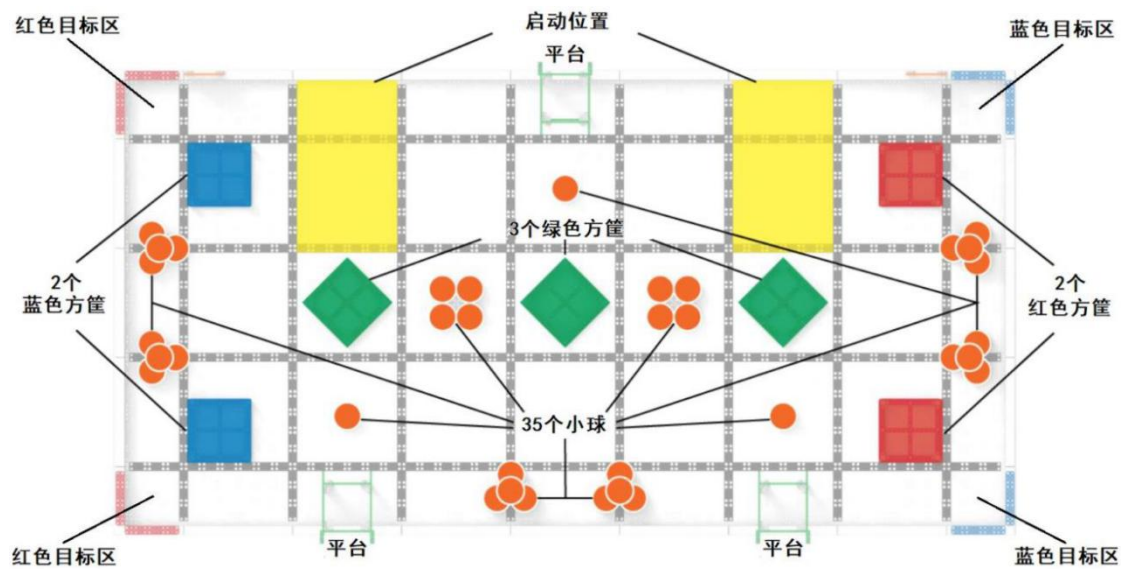 启动位置
红色目标区
平台
蓝色目标区
3个绿色方筐
2个
蓝色方筐
2个
红色方筐
35个小球
红色目标区
平台
平台
蓝色目标区